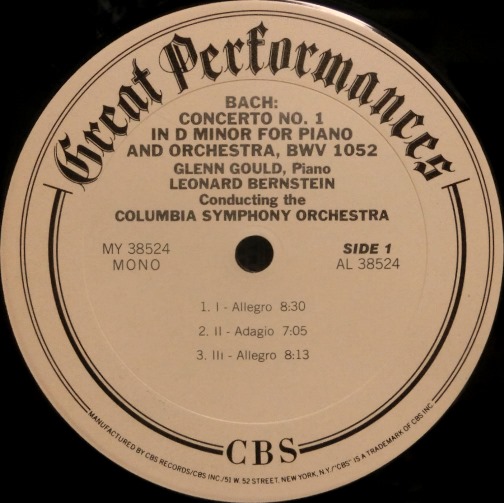 Great Performances
BACH:
CONCERTO NO. 1
IN D MINOR FOR PIANO
AND ORCHESTRA, BWV 1052
GLENN GOULD, Piano
LEONARD BERNSTEIN
Conducting the
COLUMBIA SYMPHONY ORCHESTRA
MY 38524
MONO
SIDE 1
AL 38524
1. I - Allegro 8:30
2. II - Adagio 7:05
3. III - Allegro 8:13
CBS
MANUFACTURED BY CBS RECORDS/CBS INC./51 W. 52 STREET, NEW YORK, N.Y./"CBS" IS A TRADEMARK OF CBS INC.